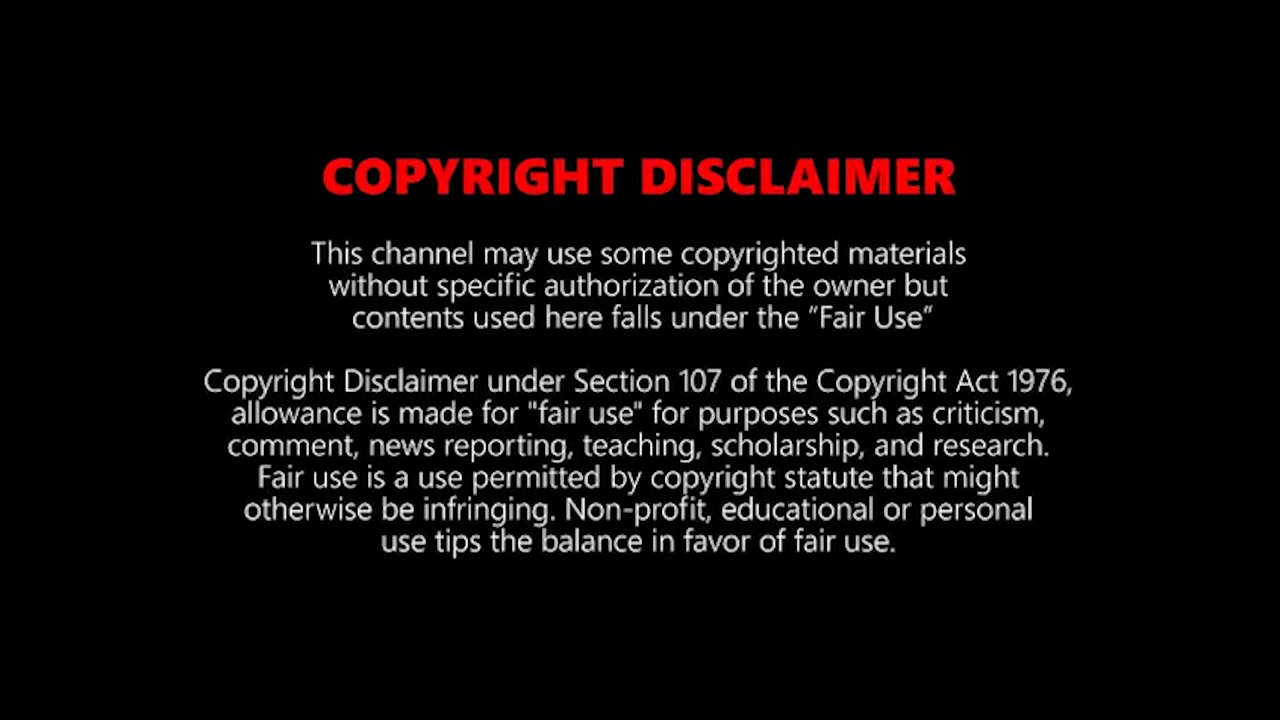 COPYRIGHT DISCLAIMER
This channel may use some copyrighted materials
without specific authorization of the owner but
contents used here falls under the “Fair Use”
Copyright Disclaimer under Section 107 of the Copyright Act 1976,
allowance is made for "fair use" for purposes such as criticism,
comment, news reporting, teaching, scholarship, and research.
Fair use is a use permitted by copyright statute that might
otherwise be infringing. Non-profit, educational or personal
use tips the balance in favor of fair use.